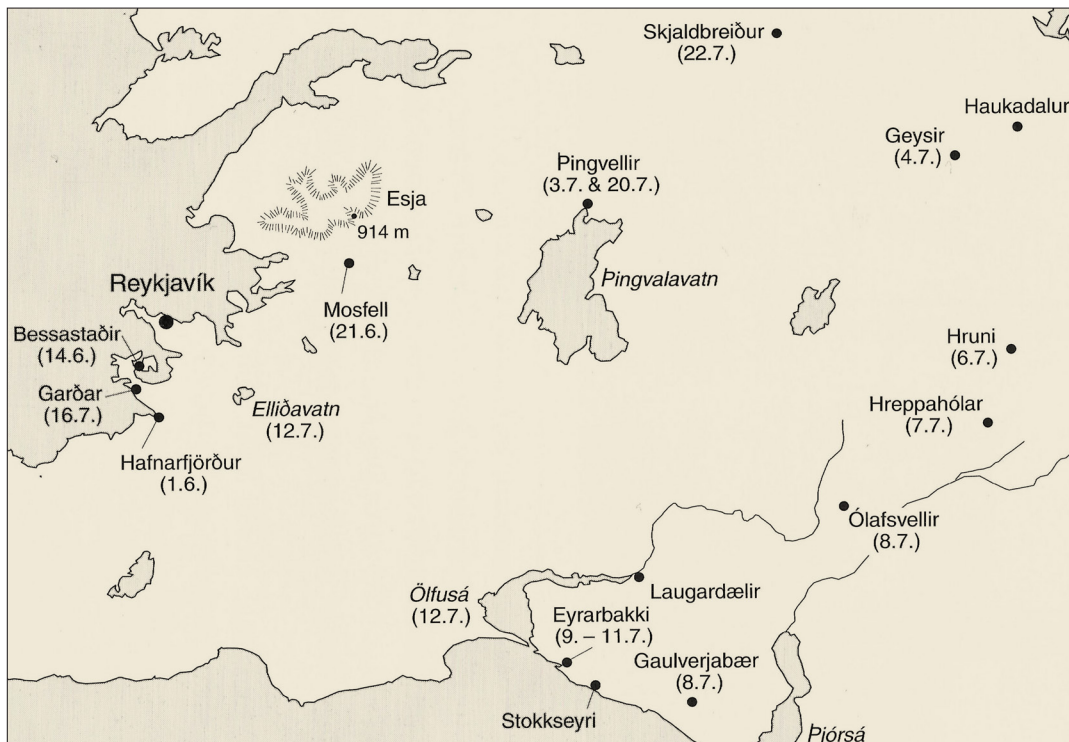 Skjaldbreiður
(22.7.)
Haukadalur
Geysir
(4.7.)
Þingvellir
(3.7. & 20.7.)
Esja
914 m
Þingvalavatn
Reykjavík
Mosfell
(21.6.)
Bessastaðir
(14.6.)
Hruni
(6.7.)
Garðar
(16.7.)
Elliðavatn
(12.7.)
Hreppahólar
(7.7.)
Hafnarfjörður
(1.6.)
Ólafsvellir
(8.7.)
Ölfusá
(12.7.)
Laugardælir
Eyrarbakki
(9. – 11.7.)
Gaulverjabær
(8.7.)
Stokkseyri
Þiórsá